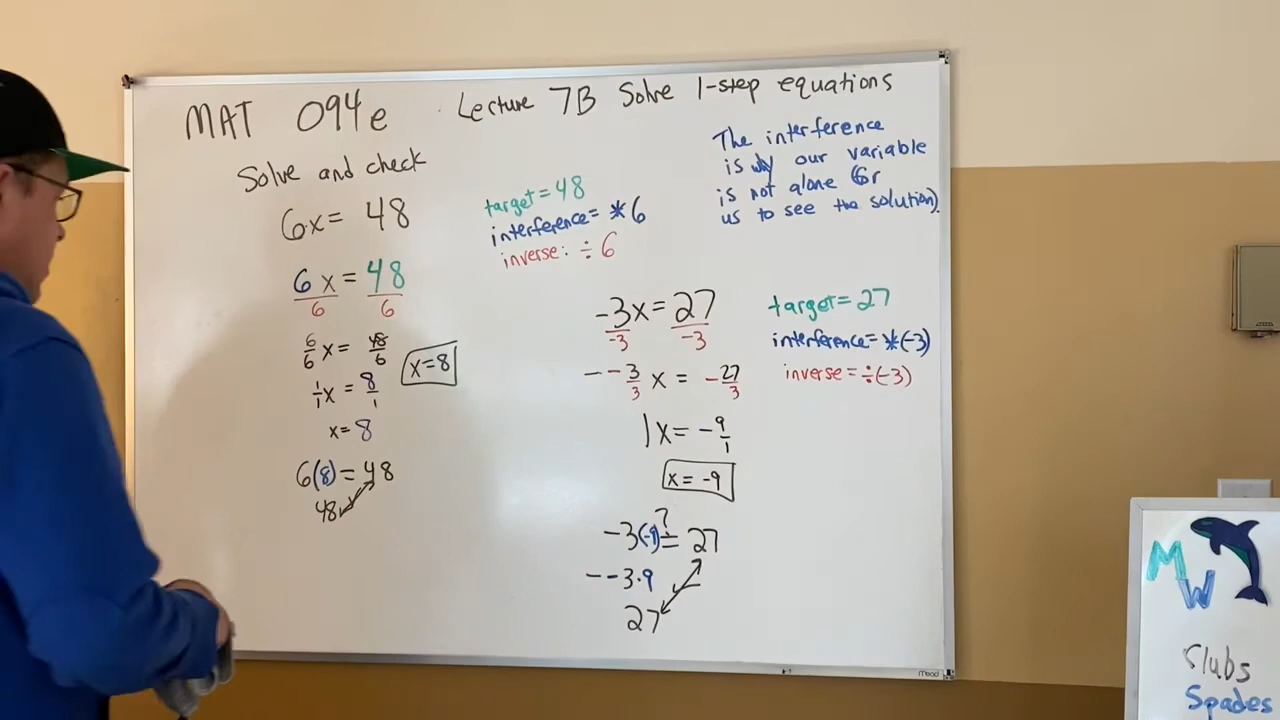 MAT 094e
Lecture 7B Solve 1-step equations
Solve and check
6x = 48
6x = 48
6 6
6/6 x = 48/6
1/1 x = 8/1
x = 8
x=8
6(8) = 48
48
target = 48
interference = *6
inverse: ÷ 6
The interference
is why our variable
is not alone (for
us to see the solution).
-3x = 27
-3 -3
- -3/3 x = -27/3
1x = -9/1
x = -9
-3(-9) ?= 27
- -3·9
27
target = 27
interference = *(-3)
inverse = ÷(-3)
MW
Clubs
Spades
Mead